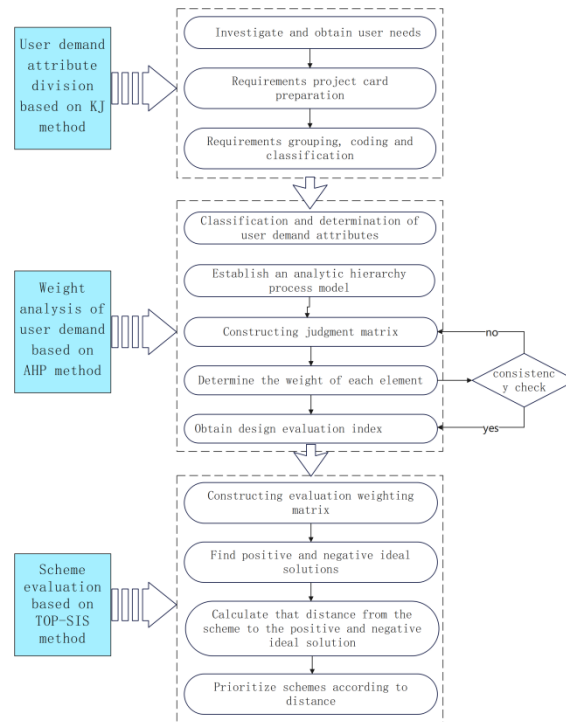 User demand
attribute
division
based on KJ
method
Investigate and obtain user needs
Requirements project card
preparation
Requirements grouping, coding and
classification
Weight
analysis of
user demand
based on
AHP method
Classification and determination of
user demand attributes
Establish an analytic hierarchy
process model
Constructing judgment matrix
no
Determine the weight of each element
consistenc
y check
Obtain design evaluation index
yes
Scheme
evaluation
based on
TOP-SIS
method
Constructing evaluation weighting
matrix
Find positive and negative ideal
solutions
Calculate that distance from the
scheme to the positive and negative
ideal solution
Prioritize schemes according to
distance